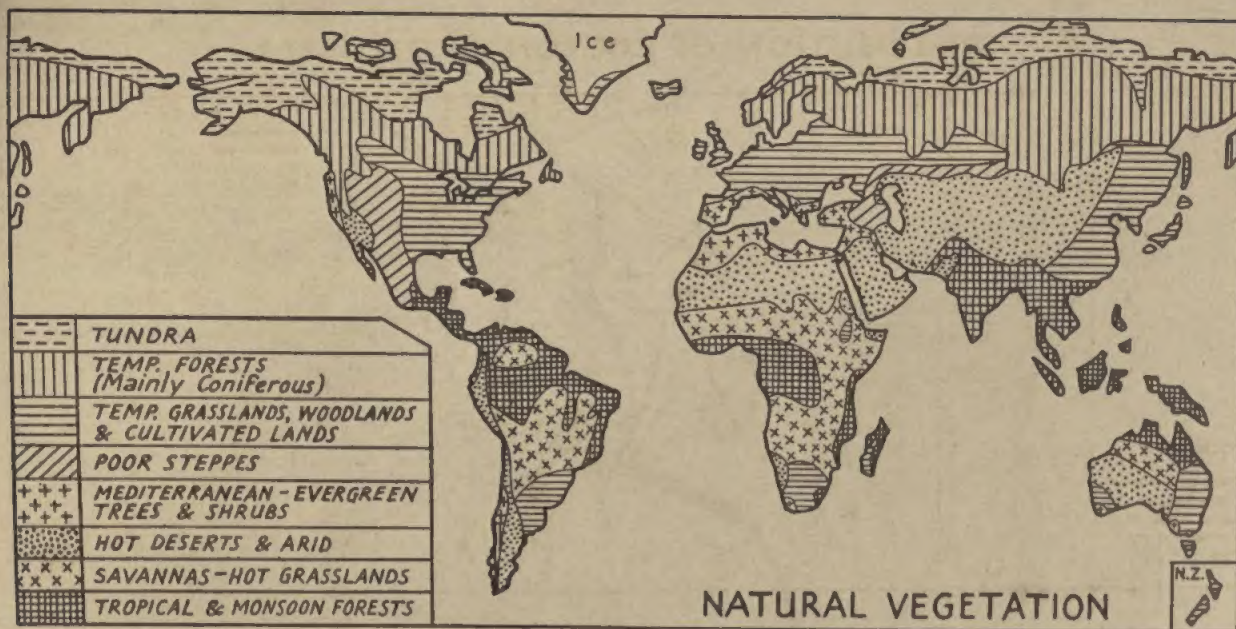 Ice
TUNDRA
TEMP. FORESTS
(Mainly Coniferous)
TEMP. GRASSLANDS, WOODLANDS
& CULTIVATED LANDS
POOR STEPPES
MEDITERRANEAN-EVERGREEN
TREES & SHRUBS
HOT DESERTS & ARID
SAVANNAS-HOT GRASSLANDS
TROPICAL & MONSOON FORESTS
NATURAL VEGETATION
N.Z.